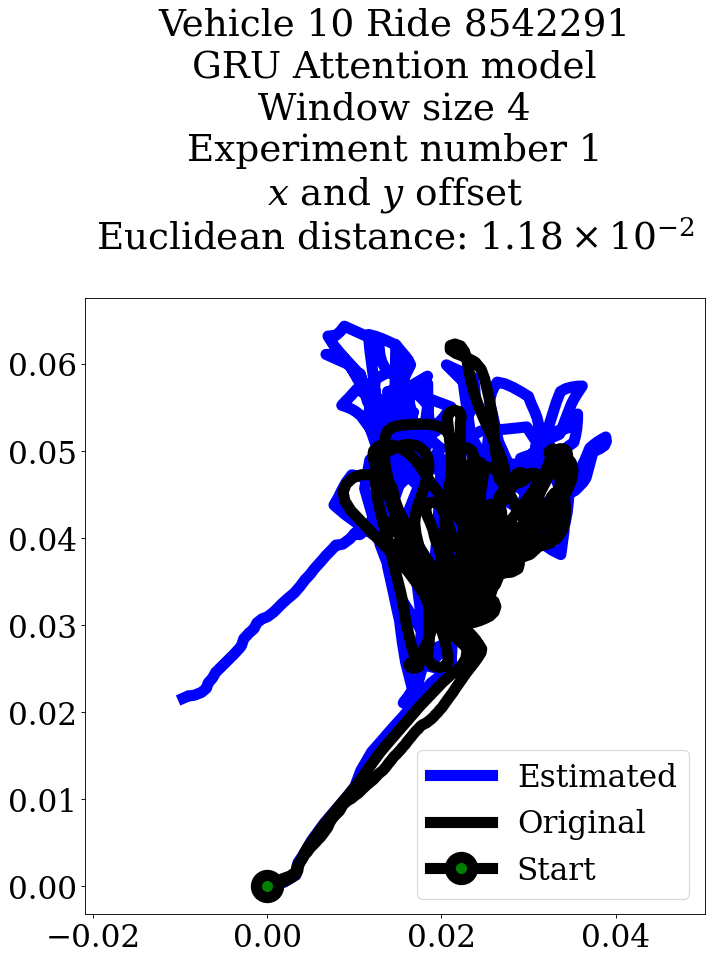 Vehicle 10 Ride 8542291
GRU Attention model
Window size 4
Experiment number 1
x and y offset
Euclidean distance: 1.18 × 10⁻²
0.06
0.05
0.04
0.03
0.02
0.01
0.00
Estimated
Original
Start
−0.02 0.00 0.02 0.04